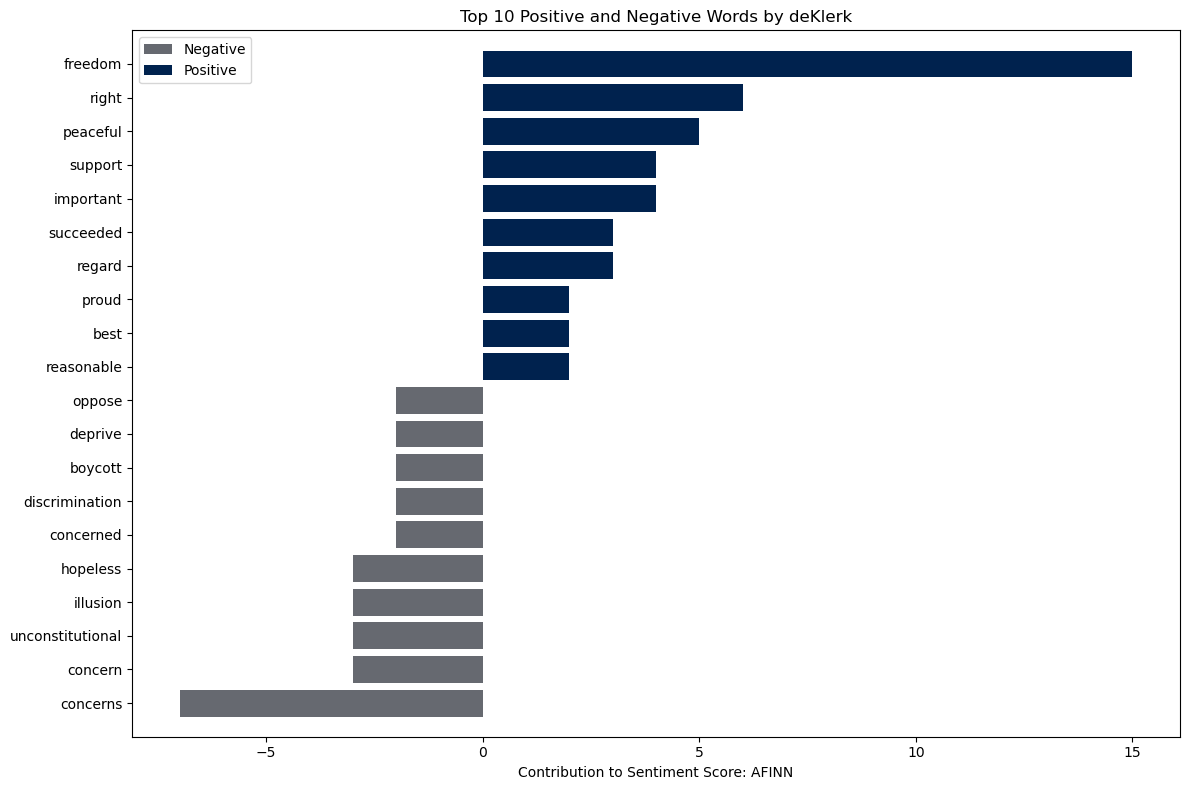 Top 10 Positive and Negative Words by deKlerk
Negative
Positive
freedom
right
peaceful
support
important
succeeded
regard
proud
best
reasonable
oppose
deprive
boycott
discrimination
concerned
hopeless
illusion
unconstitutional
concern
concerns
−5 0 5 10 15
Contribution to Sentiment Score: AFINN